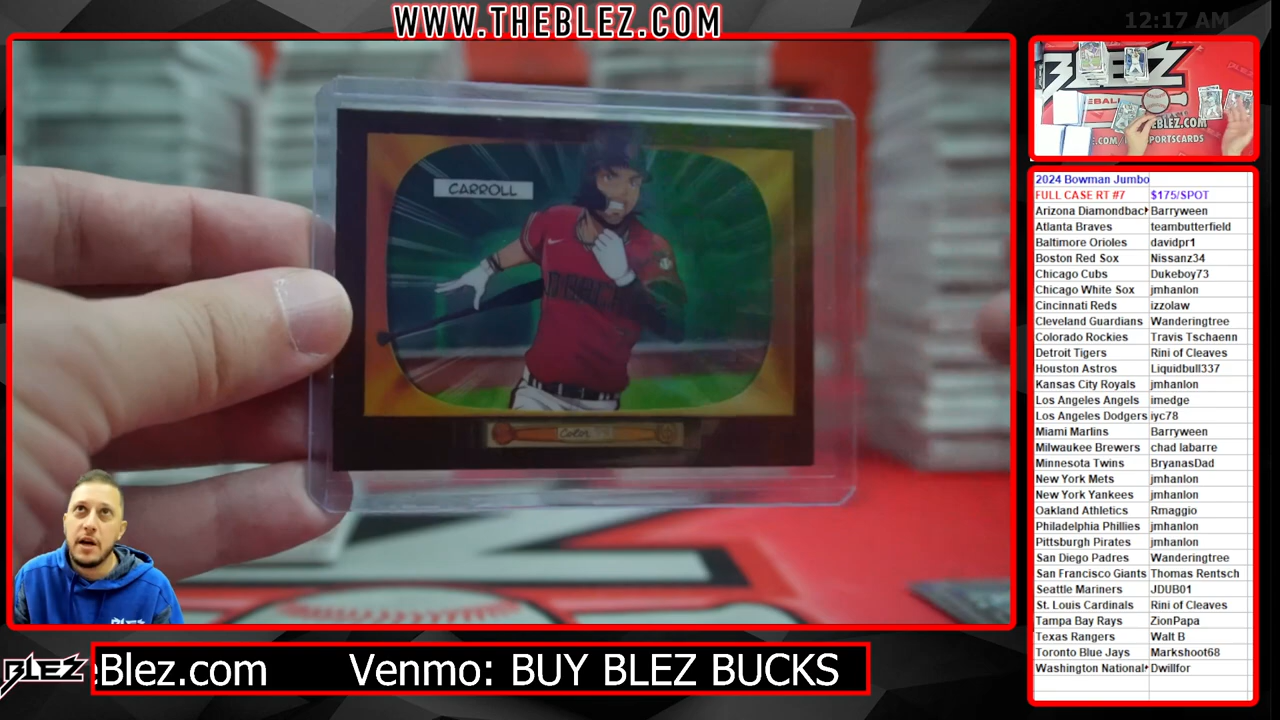 WWW.THEBLEZ.COM
12:17 AM
CARROLL
Color
BLEZ
2024 Bowman Jumbo
FULL CASE RT #7 $175/SPOT
Arizona Diamondbac Barryween
Atlanta Braves teambutterfield
Baltimore Orioles davidpr1
Boston Red Sox Nissanz34
Chicago Cubs Dukeboy73
Chicago White Sox jmhanlon
Cincinnati Reds izzolaw
Cleveland Guardians Wanderingtree
Colorado Rockies Travis Tschaenn
Detroit Tigers Rini of Cleaves
Houston Astros Liquidbull337
Kansas City Royals jmhanlon
Los Angeles Angels imedge
Los Angeles Dodgers iyc78
Miami Marlins Barryween
Milwaukee Brewers chad labarre
Minnesota Twins BryanasDad
New York Mets jmhanlon
New York Yankees jmhanlon
Oakland Athletics Rmaggio
Philadelphia Phillies jmhanlon
Pittsburgh Pirates jmhanlon
San Diego Padres Wanderingtree
San Francisco Giants Thomas Rentsch
Seattle Mariners JDUB01
St. Louis Cardinals Rini of Cleaves
Tampa Bay Rays ZionPapa
Texas Rangers Walt B
Toronto Blue Jays Markshoot68
Washington National Dwillfor
BLEZ
eBlez.com Venmo: BUY BLEZ BUCKS